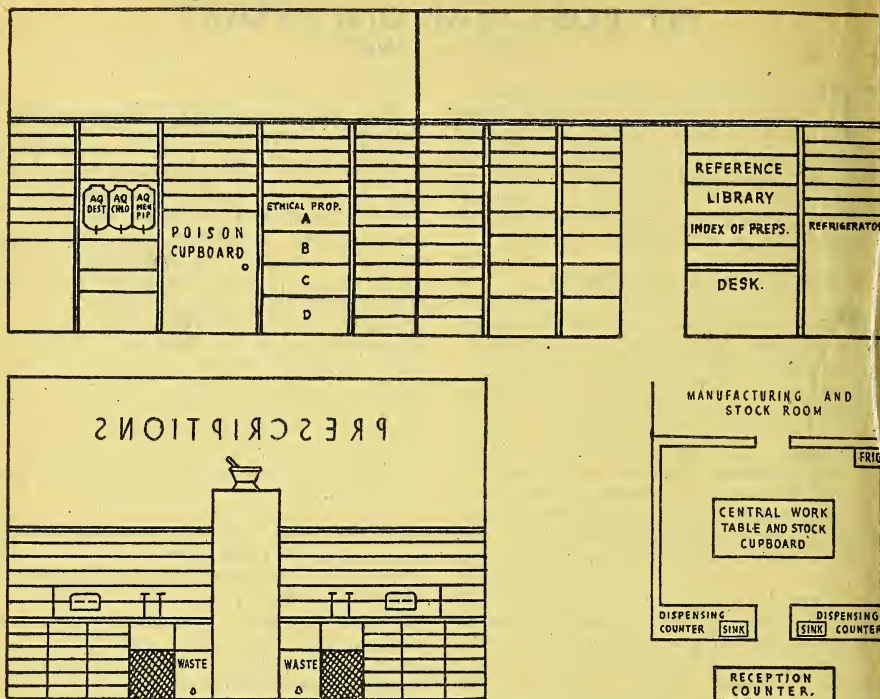 AQ DEST
AQ CHLO
AQ MEN PIP
POISON
CUPBOARD
ETHICAL PROP.
A
B
C
D
REFERENCE
LIBRARY
INDEX OF PREPS.
DESK.
REFRIGERATOR
PRESCRIPTIONS
WASTE
WASTE
MANUFACTURING AND
STOCK ROOM
FRIG
CENTRAL WORK
TABLE AND STOCK
CUPBOARD
DISPENSING
COUNTER
SINK
DISPENSING
SINK
COUNTER
RECEPTION
COUNTER.